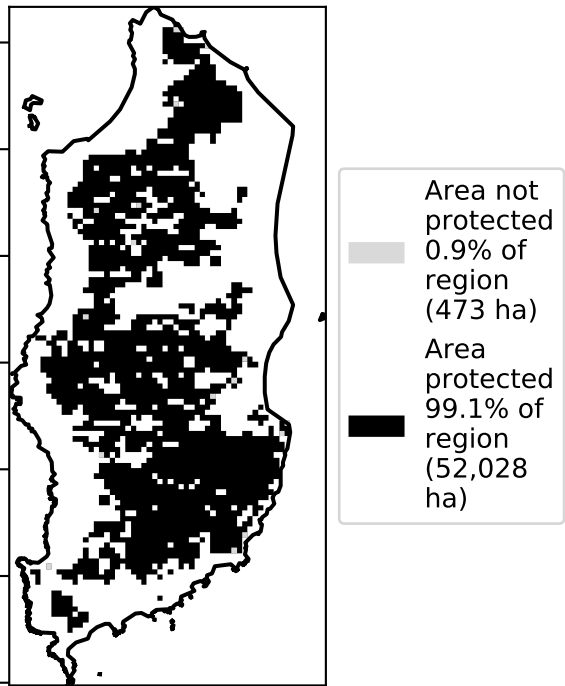 Area not
protected
0.9% of
region
(473 ha)
Area
protected
99.1% of
region
(52,028
ha)